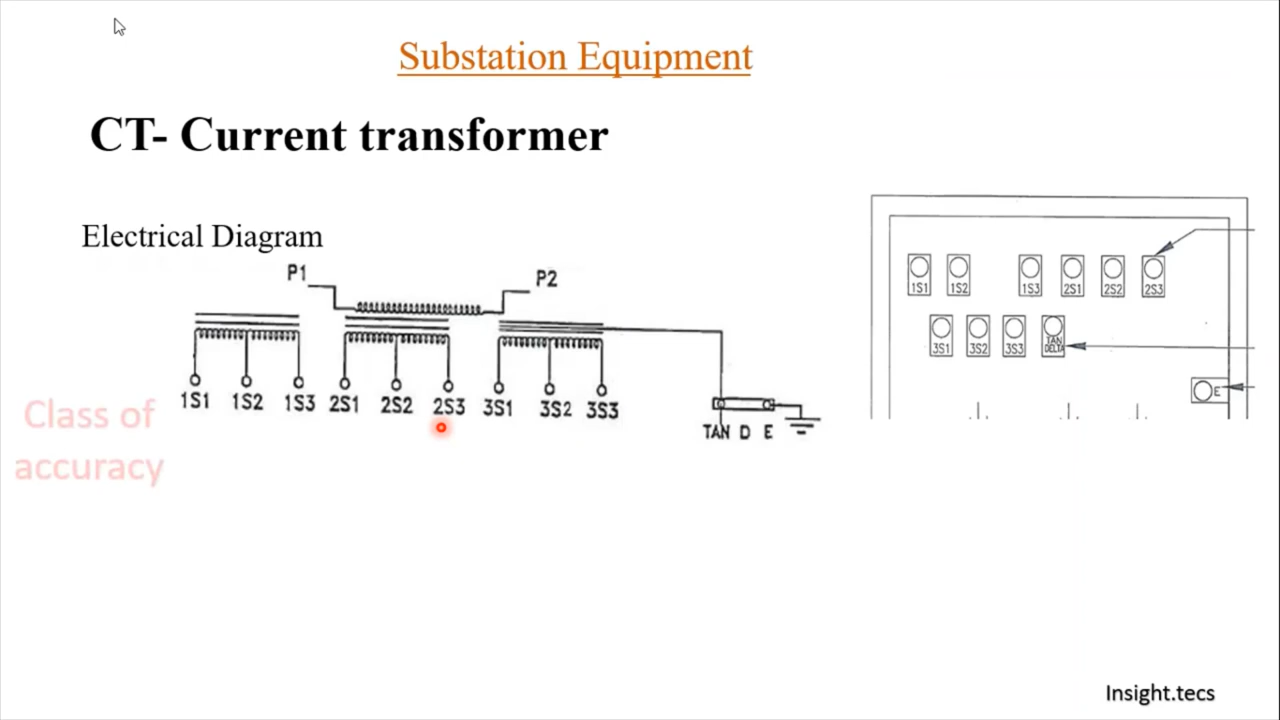 Substation Equipment
CT- Current transformer
Electrical Diagram
P1
P2
1S1 1S2 1S3 2S1 2S2 2S3 3S1 3S2 3S3
TAN D E
Class of
accuracy
1S1 1S2 1S3 2S1 2S2 2S3
3S1 3S2 3S3 TAN
DELTA
E
Insight.tecs